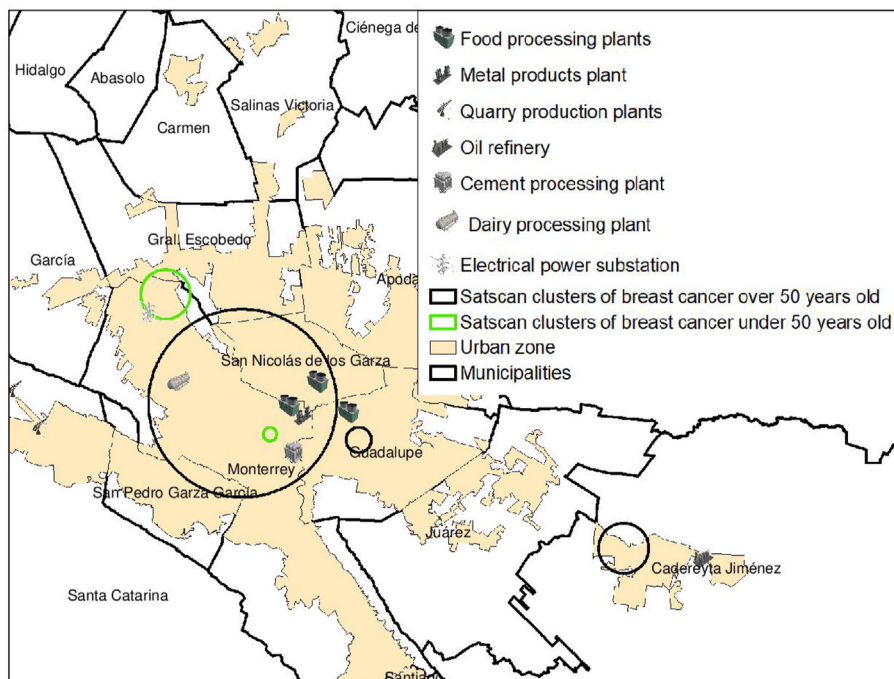 Ciénega de
Hidalgo
Abasolo
Salinas Victoria
Carmen
García
Gral. Escobedo
Apoda
San Nicolás de los Garza
Monterrey
Guadalupe
San Pedro Garza García
Juárez
Cadereyta Jiménez
Santa Catarina
Santiago
Food processing plants
Metal products plant
Quarry production plants
Oil refinery
Cement processing plant
Dairy processing plant
Electrical power substation
Satscan clusters of breast cancer over 50 years old
Satscan clusters of breast cancer under 50 years old
Urban zone
Municipalities